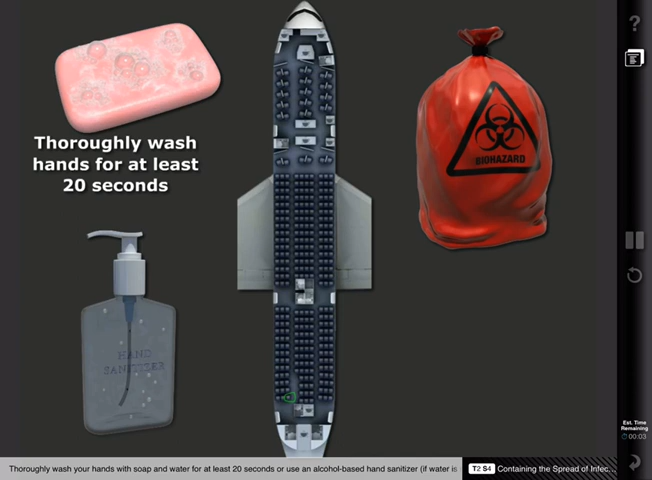 Thoroughly wash
hands for at least
20 seconds
BIOHAZARD
HAND
SANITISER
?
Est. Time
Remaining
00:03
Thoroughly wash your hands with soap and water for at least 20 seconds or use an alcohol-based hand sanitizer (if water is
T2 S4 Containing the Spread of Infec...